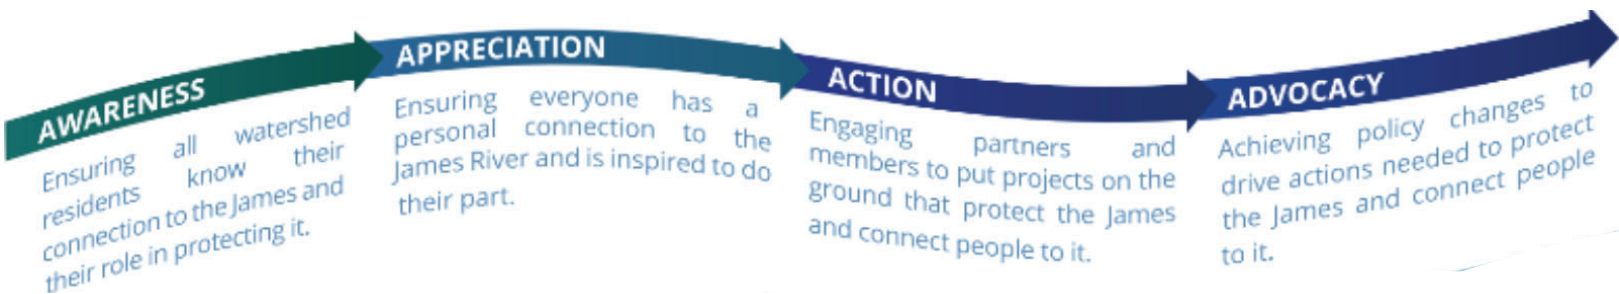 AWARENESS
Ensuring all watershed
residents know their
connection to the James and
their role in protecting it.
APPRECIATION
Ensuring everyone has a
personal connection to the
James River and is inspired to do
their part.
ACTION
Engaging partners and
members to put projects on the
ground that protect the James
and connect people to it.
ADVOCACY
Achieving policy changes to
drive actions needed to protect
the James and connect people
to it.